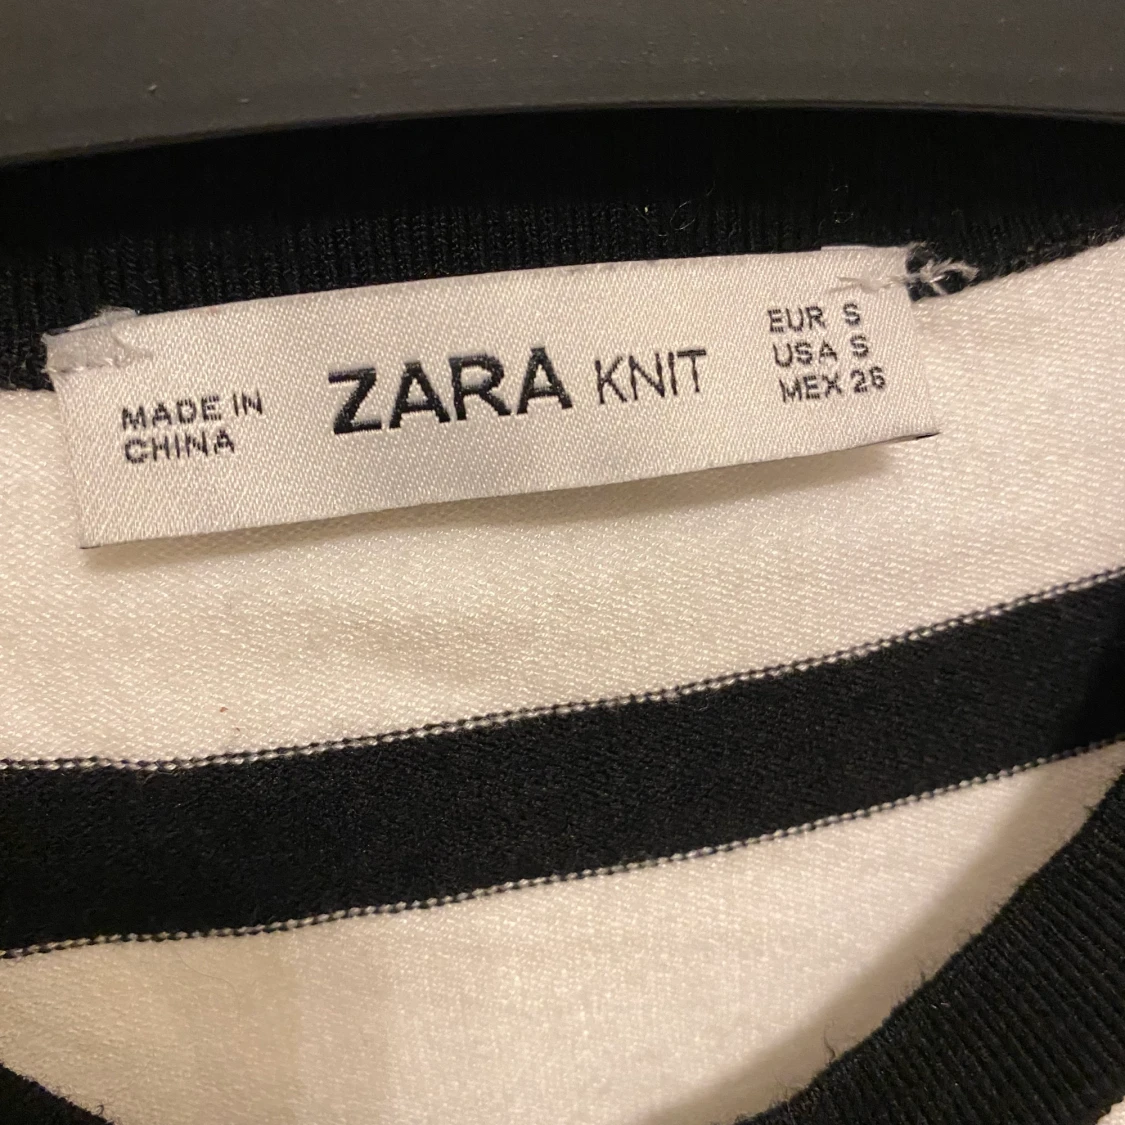 MADE IN
CHINA
ZARA KNIT
EUR S
USA S
MEX 26